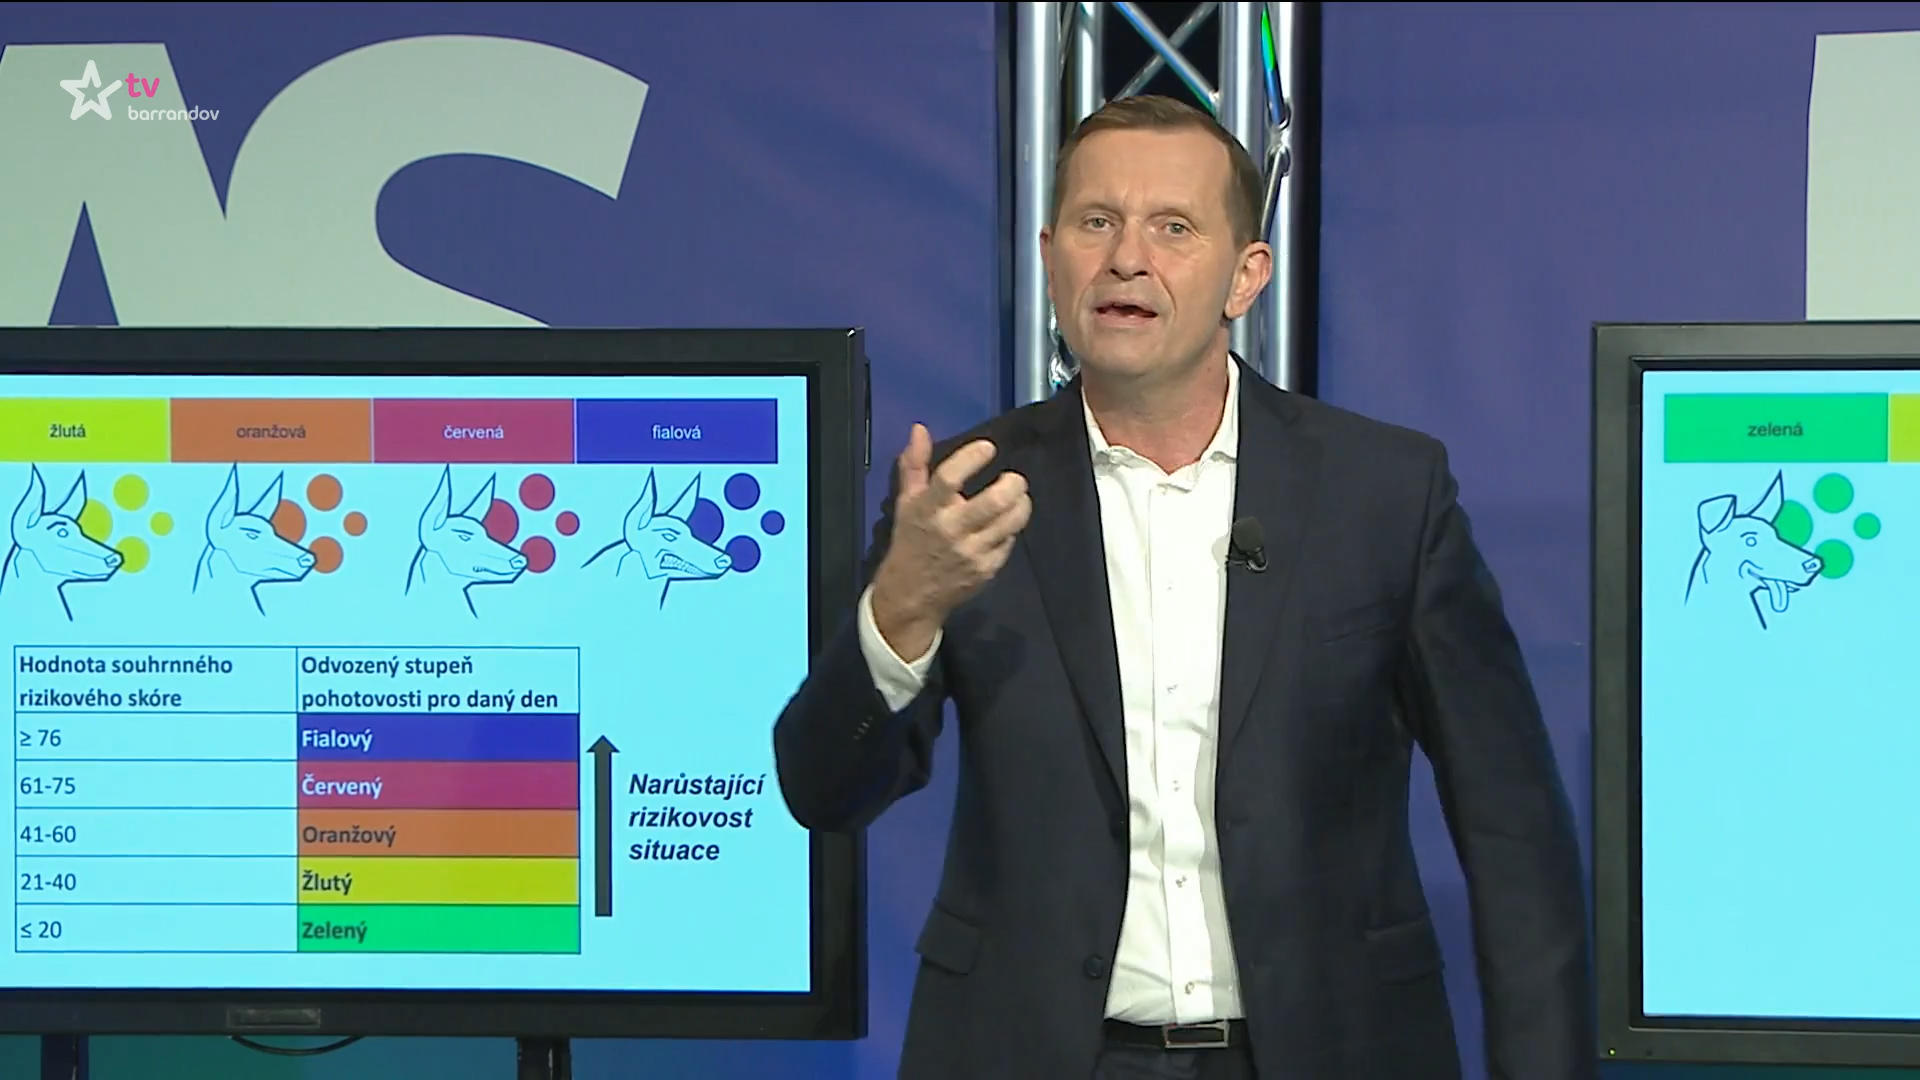 AS
tv
barrandov
žlutá
oranžová
červená
fialová
Hodnota souhrnného
rizikového skóre
Odvozený stupeň
pohotovosti pro daný den
≥ 76
Fialový
61-75
Červený
41-60
Oranžový
21-40
Žlutý
≤ 20
Zelený
Narůstající
rizikovost
situace
zelená